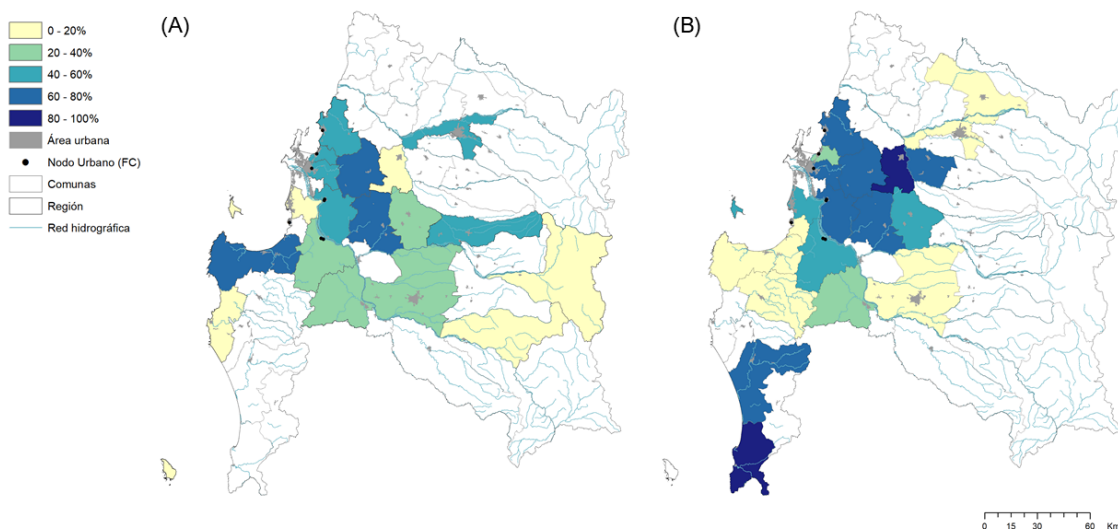 (A)
(B)
0 - 20%
20 - 40%
40 - 60%
60 - 80%
80 - 100%
Área urbana
Nodo Urbano (FC)
Comunas
Región
Red hidrográfica
0 15 30 60
Km